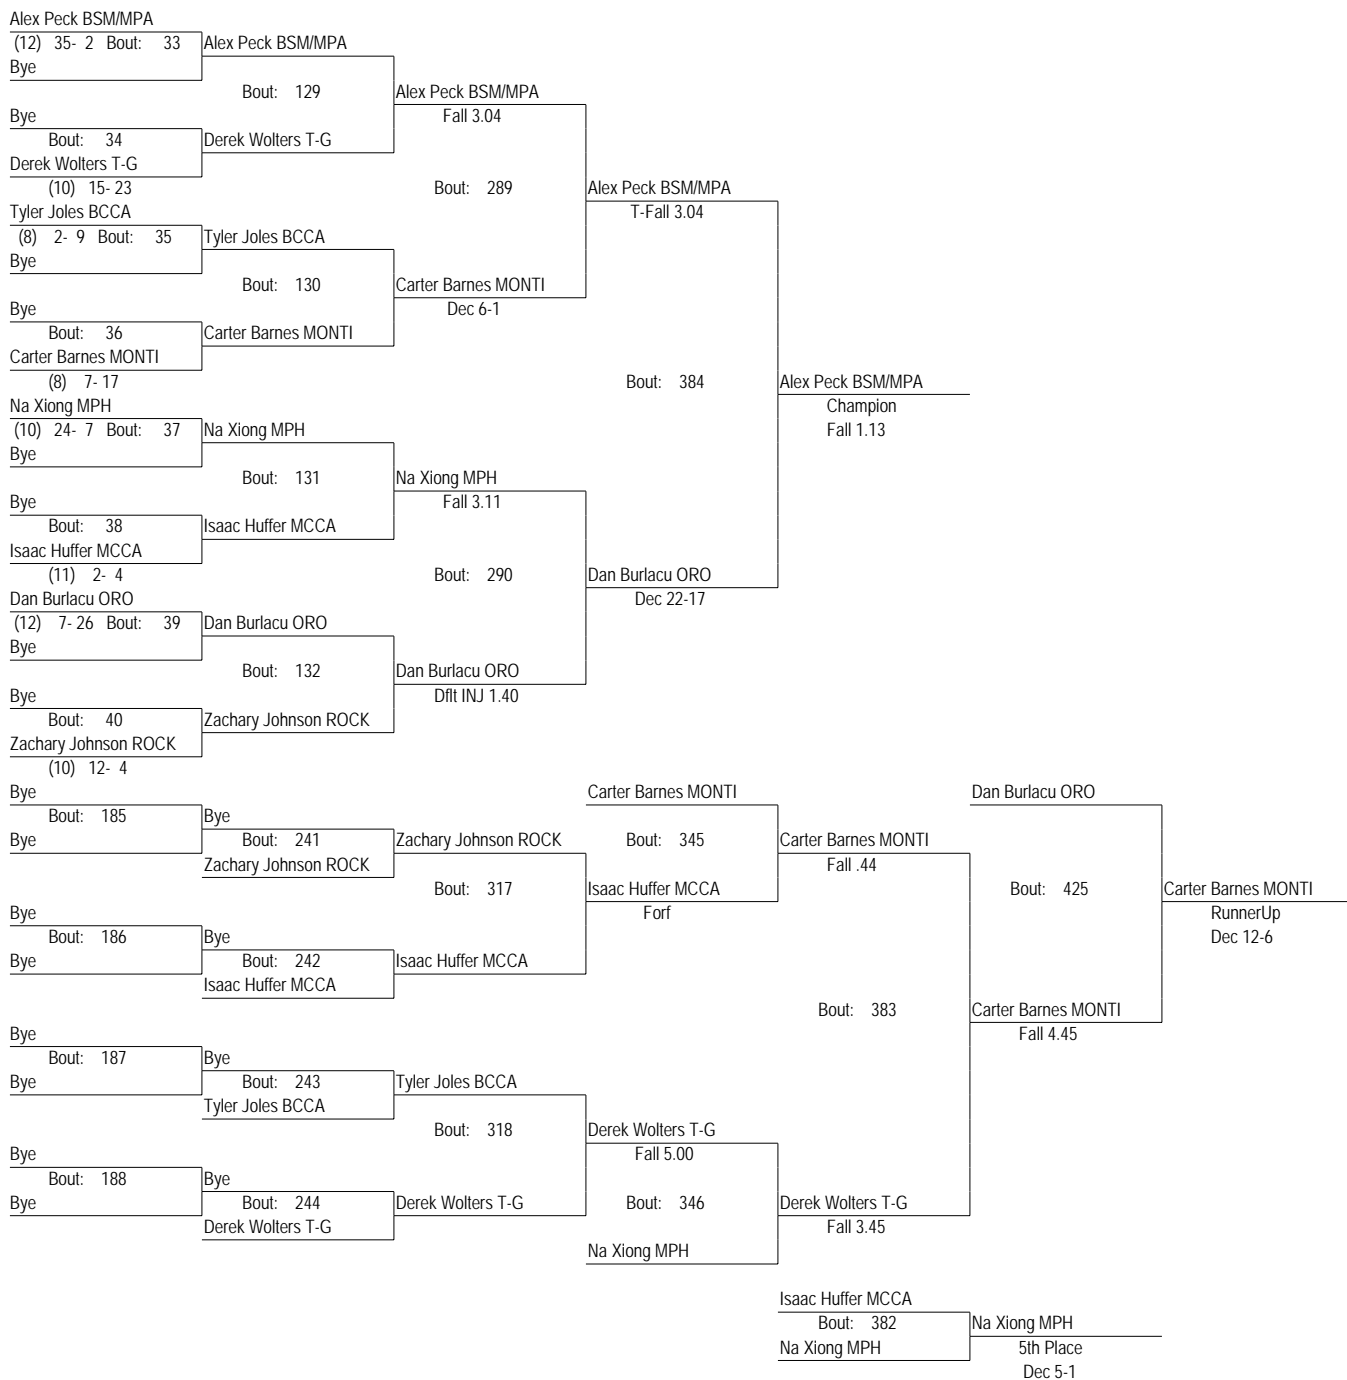 Alex Peck BSM/MPA
(12) 35- 2 Bout: 33 Alex Peck BSM/MPA
Bye
Bout: 129 Alex Peck BSM/MPA
Bye Fall 3.04
Bout: 34 Derek Wolters T-G
Derek Wolters T-G
(10) 15- 23 Bout: 289 Alex Peck BSM/MPA
Tyler Joles BCCA T-Fall 3.04
(8) 2- 9 Bout: 35 Tyler Joles BCCA
Bye
Bout: 130 Carter Barnes MONTI
Bye Dec 6-1
Bout: 36 Carter Barnes MONTI
Carter Barnes MONTI
(8) 7- 17 Bout: 384 Alex Peck BSM/MPA
Na Xiong MPH Champion
(10) 24- 7 Bout: 37 Na Xiong MPH Fall 1.13
Bye
Bout: 131 Na Xiong MPH
Bye Fall 3.11
Bout: 38 Isaac Huffer MCCA
Isaac Huffer MCCA
(11) 2- 4 Bout: 290 Dan Burlacu ORO
Dan Burlacu ORO Dec 22-17
(12) 7- 26 Bout: 39 Dan Burlacu ORO
Bye
Bout: 132 Dan Burlacu ORO
Bye Dflt INJ 1.40
Bout: 40 Zachary Johnson ROCK
Zachary Johnson ROCK
(10) 12- 4
Bye Carter Barnes MONTI Dan Burlacu ORO
Bout: 185 Bye
Bye Bout: 241 Zachary Johnson ROCK Bout: 345 Carter Barnes MONTI
Zachary Johnson ROCK Fall .44
Bout: 317 Isaac Huffer MCCA Bout: 425 Carter Barnes MONTI
Bye Forf RunnerUp
Bout: 186 Bye Dec 12-6
Bye Bout: 242 Isaac Huffer MCCA
Isaac Huffer MCCA
Bout: 383 Carter Barnes MONTI
Bye Fall 4.45
Bout: 187 Bye
Bye Bout: 243 Tyler Joles BCCA
Tyler Joles BCCA
Bout: 318 Derek Wolters T-G
Bye Fall 5.00
Bout: 188 Bye
Bye Bout: 244 Derek Wolters T-G Bout: 346 Derek Wolters T-G
Derek Wolters T-G Fall 3.45
Na Xiong MPH
Isaac Huffer MCCA
Bout: 382 Na Xiong MPH
Na Xiong MPH 5th Place
Dec 5-1